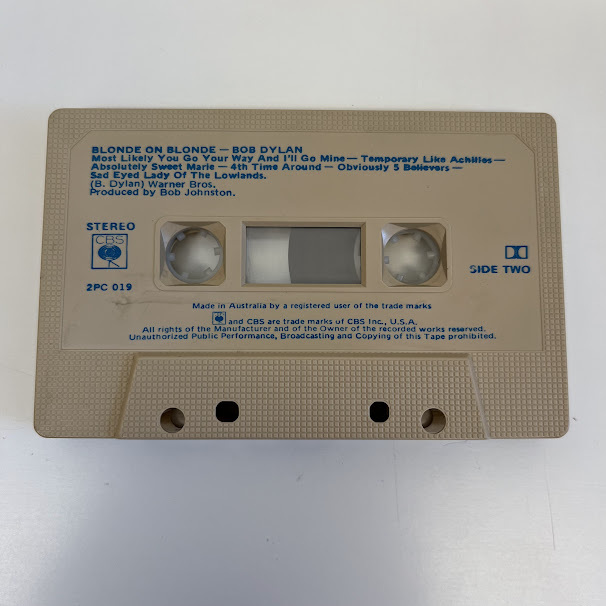 BLONDE ON BLONDE — BOB DYLAN
Most Likely You Go Your Way And I'll Go Mine — Temporary Like Achilles —
Absolutely Sweet Marie — 4th Time Around — Obviously 5 Believers —
Sad Eyed Lady Of The Lowlands.
(B. Dylan) Warner Bros.
Produced by Bob Johnston.
STEREO
CBS
2PC 019
SIDE TWO
Made in Australia by a registered user of the trade marks
and CBS are trade marks of CBS Inc., U.S.A.
All rights of the Manufacturer and of the Owner of the recorded works reserved.
Unauthorized Public Performance, Broadcasting and Copying of this Tape prohibited.